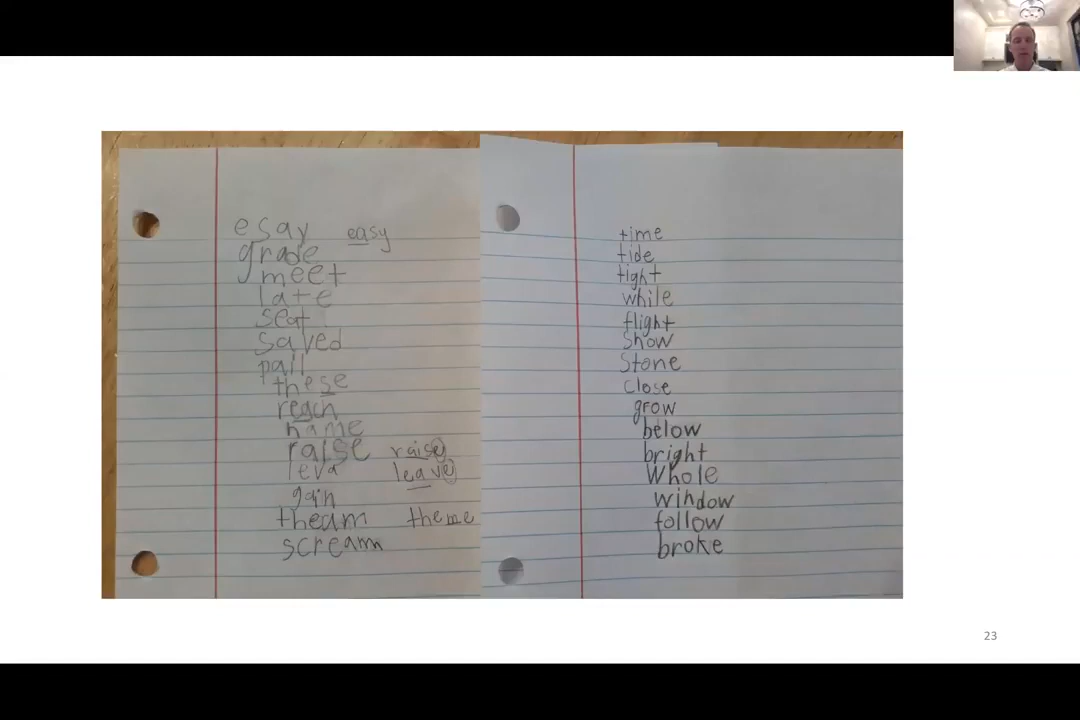 esay easy
grade
meet
late
seat
saved
pail
these
reach
name
raise raise
leva leave
gain
theam theme
scream
time
tide
tight
while
flight
show
Stone
close
grow
below
bright
Whole
window
follow
broke
23